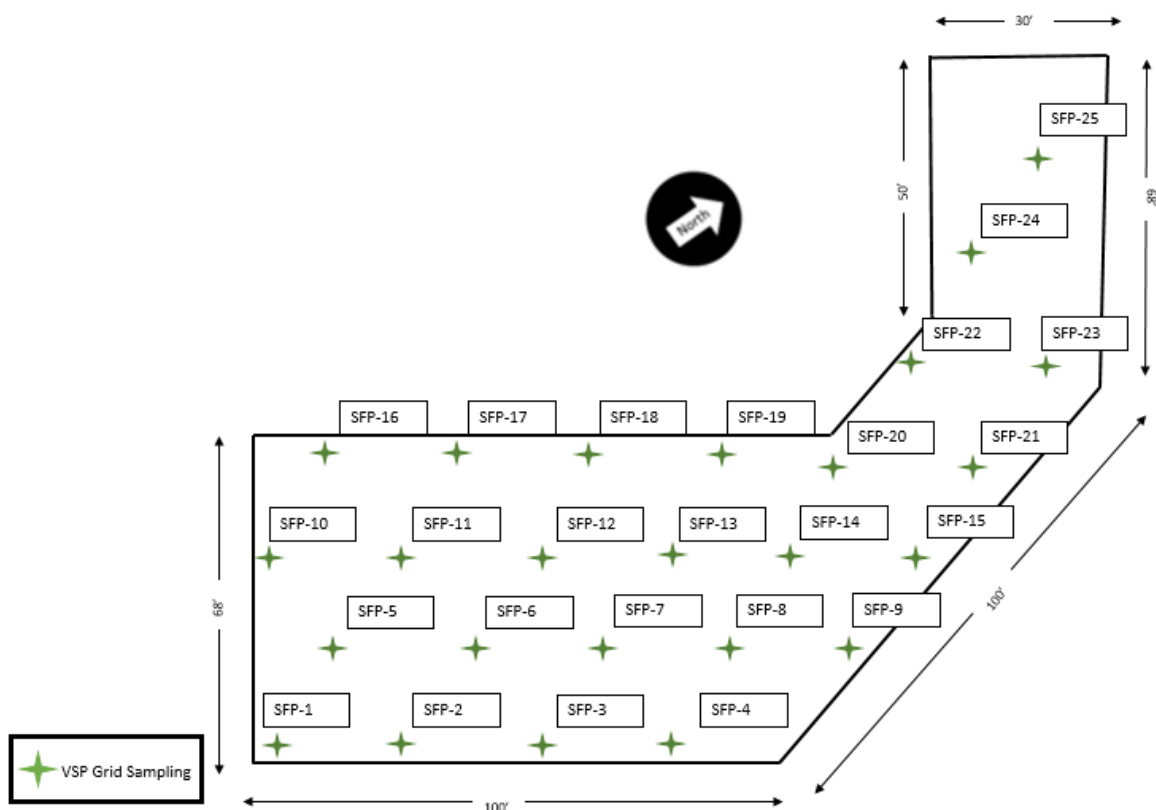 30'
SFP-25
50'
68'
SFP-24
North
SFP-22
SFP-23
SFP-16
SFP-17
SFP-18
SFP-19
SFP-20
SFP-21
SFP-10
SFP-11
SFP-12
SFP-13
SFP-14
SFP-15
68'
SFP-5
SFP-6
SFP-7
SFP-8
SFP-9
100'
SFP-1
SFP-2
SFP-3
SFP-4
VSP Grid Sampling
100'